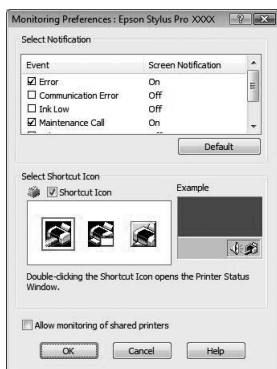 Monitoring Preferences : Epson Stylus Pro XXXX
Select Notification
Event Screen Notification
Error On
Communication Error Off
Ink Low Off
Maintenance Call On
Default
Select Shortcut Icon
Shortcut Icon
Example
Double-clicking the Shortcut Icon opens the Printer Status
Window.
Allow monitoring of shared printers
OK Cancel Help